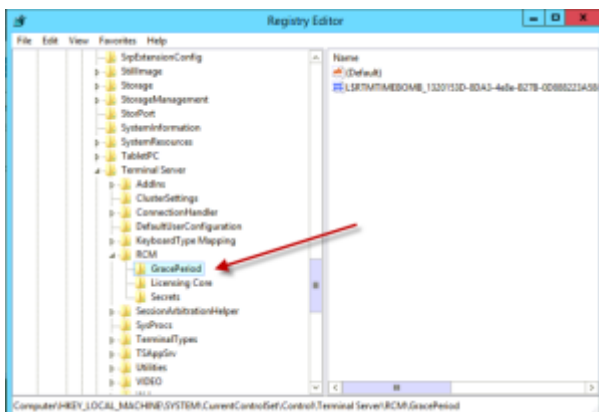 Registry Editor
File Edit View Favorites Help
SrpExtensionConfig
StillImage
Storage
StorageManagement
StorPort
SystemInformation
SystemResources
TabletPC
Terminal Server
AddIns
ClusterSettings
ConnectionHandler
DefaultUserConfiguration
KeyboardType Mapping
RCM
GracePeriod
Licensing Core
Secrets
SessionArbitrationHelper
SysProcs
TerminalTypes
TSAppSrv
Utilities
VIDEO
Name
(Default)
Computer\HKEY_LOCAL_MACHINE\SYSTEM\CurrentControlSet\Control\Terminal Server\RCM\GracePeriod